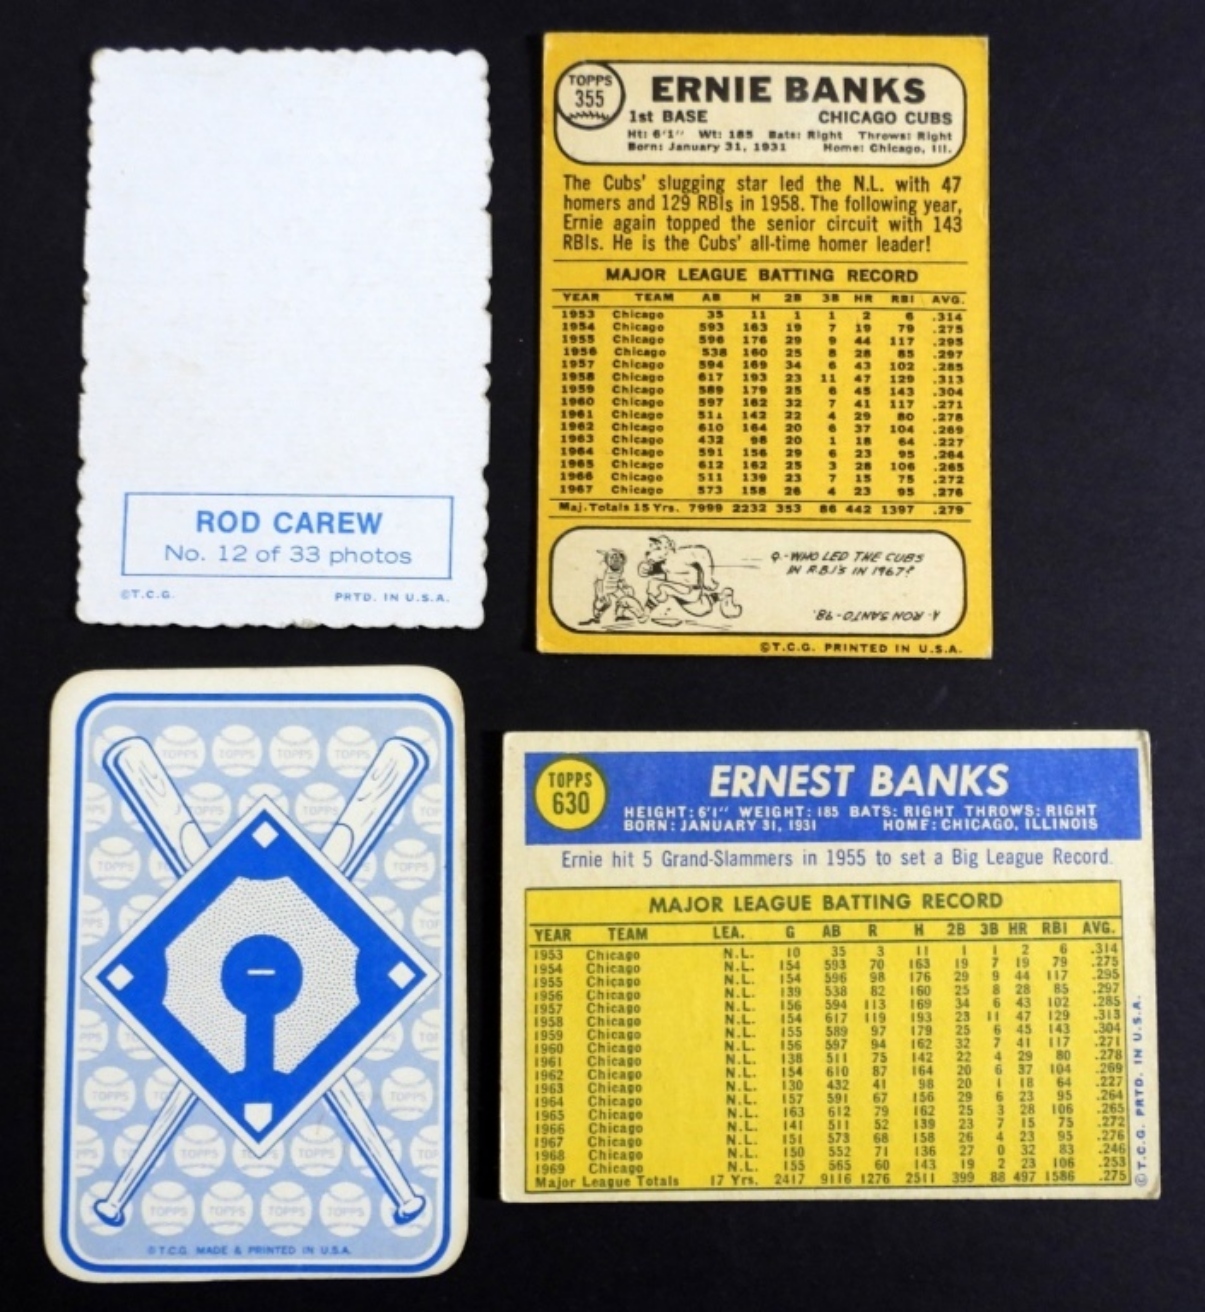 ROD CAREW
No. 12 of 33 photos
©T.C.G. PRTD. IN U.S.A.
TOPPS
355
ERNIE BANKS
1st BASE CHICAGO CUBS
Ht: 6'1" Wt: 185 Bats: Right Throws: Right
Born: January 31, 1931 Home: Chicago, Ill.
The Cubs' slugging star led the N.L. with 47
homers and 129 RBIs in 1958. The following year,
Ernie again topped the senior circuit with 143
RBIs. He is the Cubs' all-time homer leader!
MAJOR LEAGUE BATTING RECORD
YEAR TEAM AB H 2B 3B HR RBI AVG.
1953 Chicago 35 11 1 1 2 6 .314
1954 Chicago 593 163 19 7 19 79 .275
1955 Chicago 596 176 29 9 44 117 .295
1956 Chicago 538 160 25 8 28 85 .297
1957 Chicago 594 169 34 6 43 102 .285
1958 Chicago 617 193 23 11 47 129 .313
1959 Chicago 589 179 25 6 45 143 .304
1960 Chicago 597 162 32 7 41 117 .271
1961 Chicago 511 142 22 4 29 80 .278
1962 Chicago 610 164 20 6 37 104 .269
1963 Chicago 432 98 20 1 18 64 .227
1964 Chicago 591 156 29 6 23 95 .264
1965 Chicago 612 162 25 3 28 106 .265
1966 Chicago 511 139 23 7 15 75 .272
1967 Chicago 573 158 26 4 23 95 .276
Maj. Totals 15 Yrs. 7999 2232 353 86 442 1397 .279
Q.-WHO LED THE CUBS
IN R.B.I'S IN 1967?
A. RON SANTO-98.
©T.C.G. PRINTED IN U.S.A.
TOPPS TOPPS TOPPS TOPPS
TOPPS
TOPPS
TOPPS
TOPPS TOPPS TOPPS
TOPPS TOPPS TOPPS TOPPS
©T.C.G. MADE & PRINTED IN U.S.A.
TOPPS
630
ERNEST BANKS
HEIGHT: 6'1" WEIGHT: 185 BATS: RIGHT THROWS: RIGHT
BORN: JANUARY 31, 1931 HOME: CHICAGO, ILLINOIS
Ernie hit 5 Grand-Slammers in 1955 to set a Big League Record.
MAJOR LEAGUE BATTING RECORD
YEAR TEAM LEA. G AB R H 2B 3B HR RBI AVG.
1953 Chicago N.L. 10 35 3 11 1 1 2 6 .314
1954 Chicago N.L. 154 593 70 163 19 7 19 79 .275
1955 Chicago N.L. 154 596 98 176 29 9 44 117 .295
1956 Chicago N.L. 139 538 82 160 25 8 28 85 .297
1957 Chicago N.L. 156 594 113 169 34 6 43 102 .285
1958 Chicago N.L. 154 617 119 193 23 11 47 129 .313
1959 Chicago N.L. 155 589 97 179 25 6 45 143 .304
1960 Chicago N.L. 156 597 94 162 32 7 41 117 .271
1961 Chicago N.L. 138 511 75 142 22 4 29 80 .278
1962 Chicago N.L. 154 610 87 164 20 6 37 104 .269
1963 Chicago N.L. 130 432 41 98 20 1 18 64 .227
1964 Chicago N.L. 157 591 67 156 29 6 23 95 .264
1965 Chicago N.L. 163 612 79 162 25 3 28 106 .265
1966 Chicago N.L. 141 511 52 139 23 7 15 75 .272
1967 Chicago N.L. 151 573 68 158 26 4 23 95 .276
1968 Chicago N.L. 150 552 71 136 27 0 32 83 .246
1969 Chicago N.L. 155 565 60 143 19 2 23 106 .253
Major League Totals 17 Yrs. 2417 9116 1276 2511 399 88 497 1586 .275
©T.C.G. PRTD. IN U.S.A.